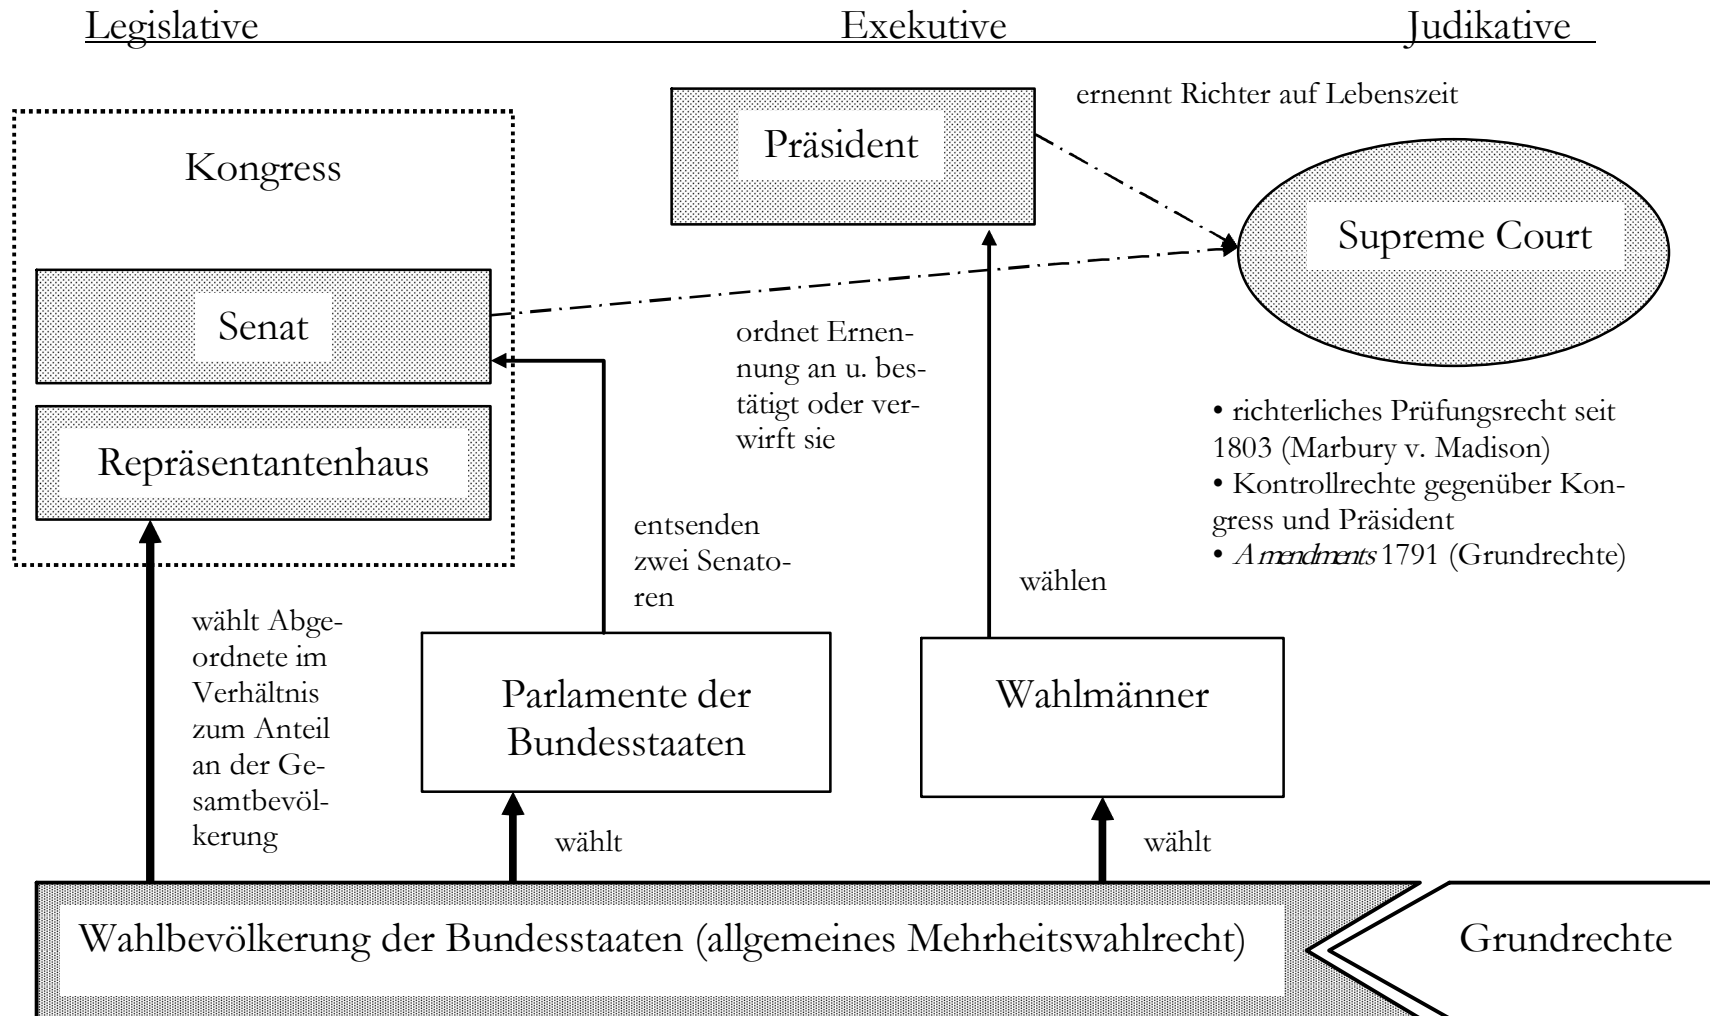 Legislative
Exekutive
Judikative
ernennt Richter auf Lebenszeit
Präsident
Kongress
Supreme Court
Senat
ordnet Ernen-
nung an u. bes-
tätigt oder ver-
wirft sie
Repräsentantenhaus
• richterliches Prüfungsrecht seit
1803 (Marbury v. Madison)
• Kontrollrechte gegenüber Kon-
gress und Präsident
• Amendments 1791 (Grundrechte)
entsenden
zwei Senato-
ren
wählen
wählt Abge-
ordnete im
Verhältnis
zum Anteil
an der Ge-
samtbevöl-
kerung
Parlamente der
Bundesstaaten
Wahlmänner
wählt
wählt
Wahlbevölkerung der Bundesstaaten (allgemeines Mehrheitswahlrecht)
Grundrechte